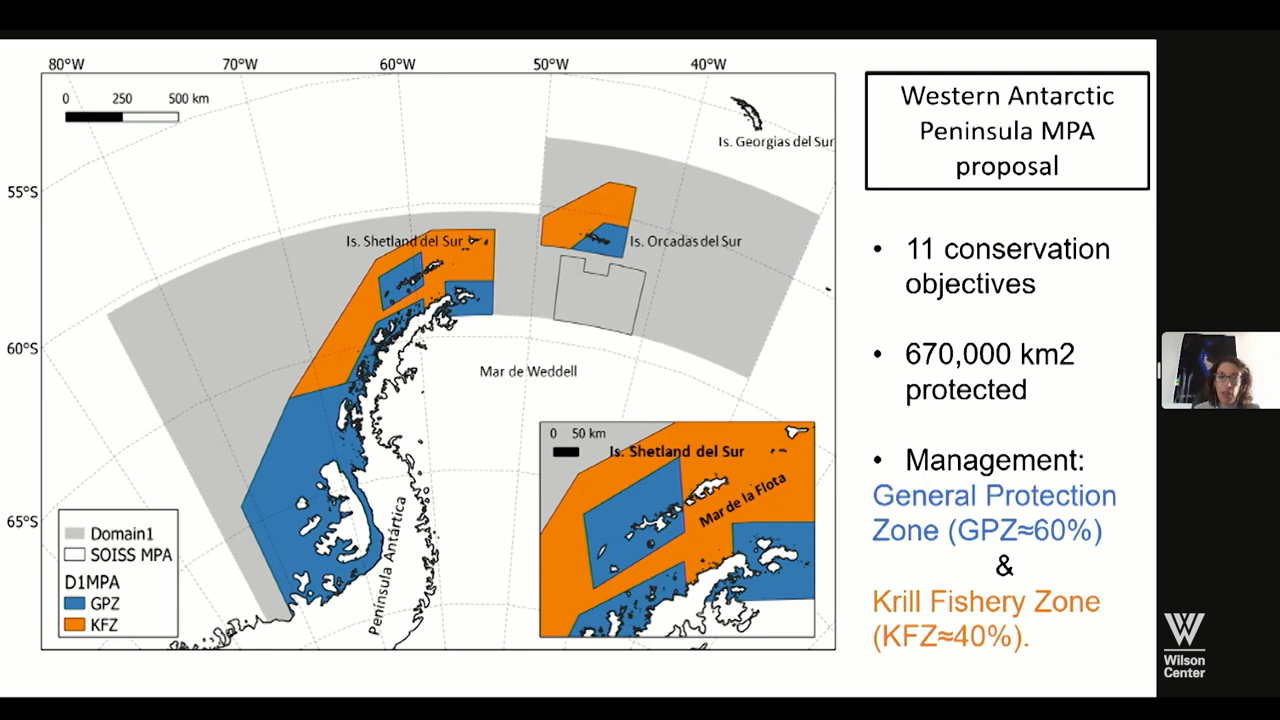 80°W
70°W
60°W
50°W
40°W
0 250 500 km
Is. Georgias del Sur
55°S
Is. Shetland del Sur
Is. Orcadas del Sur
60°S
Mar de Weddell
65°S
Península Antártica
Domain1
SOISS MPA
D1MPA
GPZ
KFZ
0 50 km
Is. Shetland del Sur
Mar de la Flota
Western Antarctic
Peninsula MPA
proposal
• 11 conservation
objectives
• 670,000 km2
protected
• Management:
General Protection
Zone (GPZ≈60%)
&
Krill Fishery Zone
(KFZ≈40%).
Wilson
Center